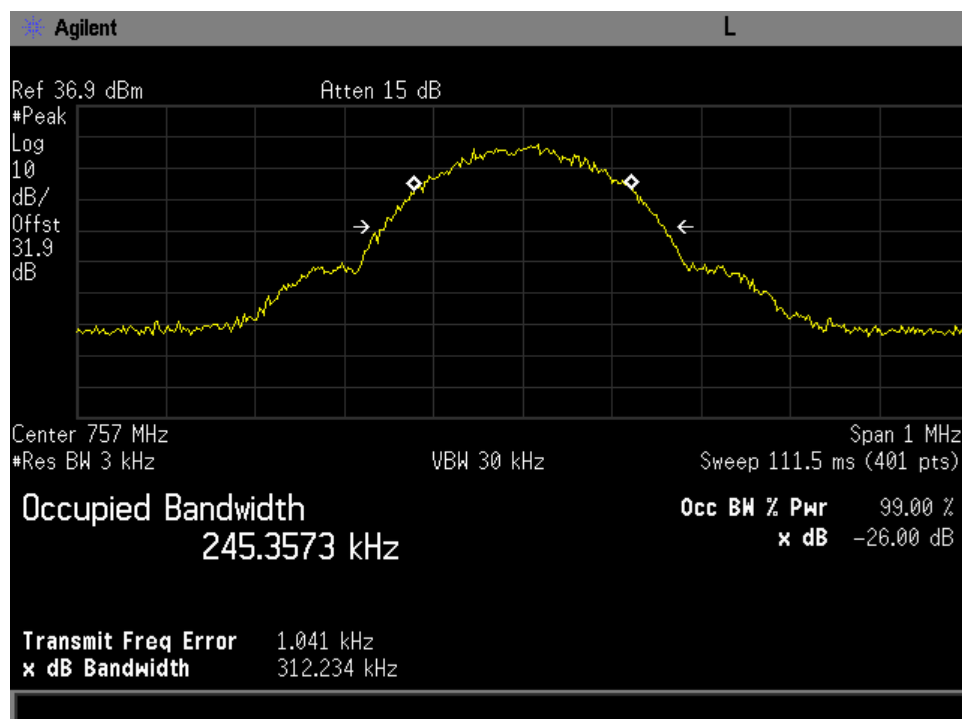 Agilent L
Ref 36.9 dBm Atten 15 dB
#Peak
Log
10
dB/
Offst
31.9
dB
Center 757 MHz Span 1 MHz
#Res BW 3 kHz VBW 30 kHz Sweep 111.5 ms (401 pts)
Occupied Bandwidth Occ BW % Pwr 99.00 %
245.3573 kHz x dB -26.00 dB
Transmit Freq Error 1.041 kHz
x dB Bandwidth 312.234 kHz